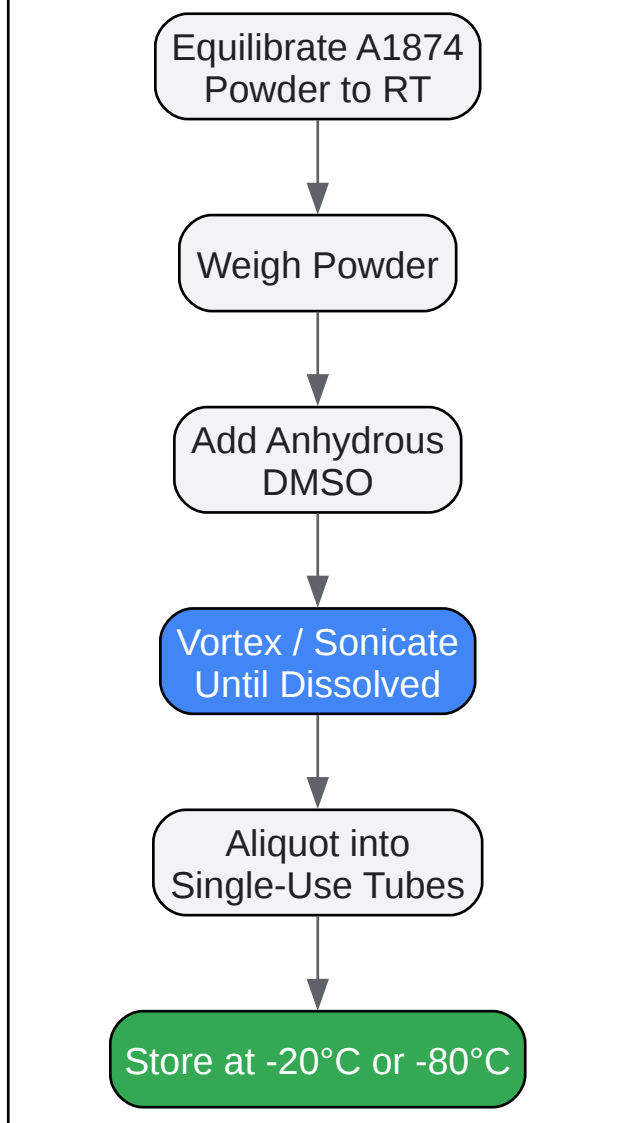 Equilibrate A1874
Powder to RT
Weigh Powder
Add Anhydrous
DMSO
Vortex / Sonicate
Until Dissolved
Aliquot into
Single-Use Tubes
Store at -20°C or -80°C